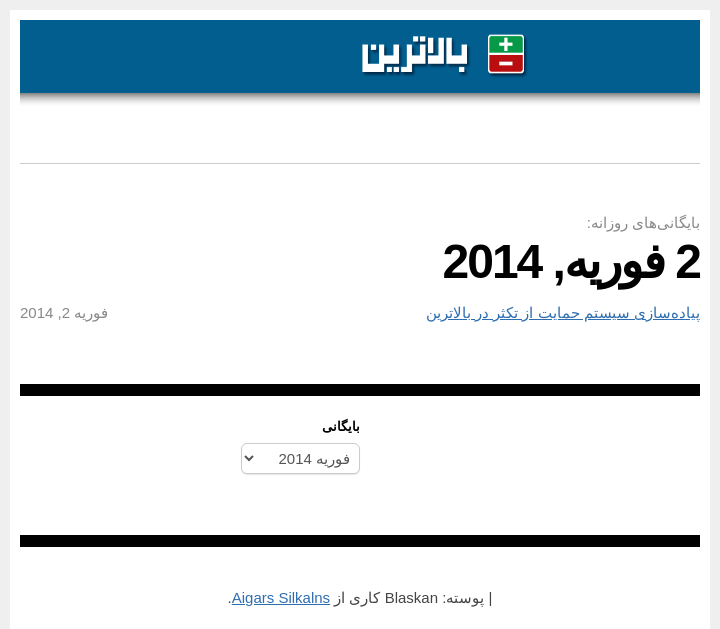 بالاترین
بایگانی‌های روزانه:
2 فوریه, 2014
پیاده‌سازی سیستم حمایت از تکثر در بالاترین
فوریه 2, 2014
بایگانی
فوریه 2014
| پوسته: Blaskan کاری از Aigars Silkalns.